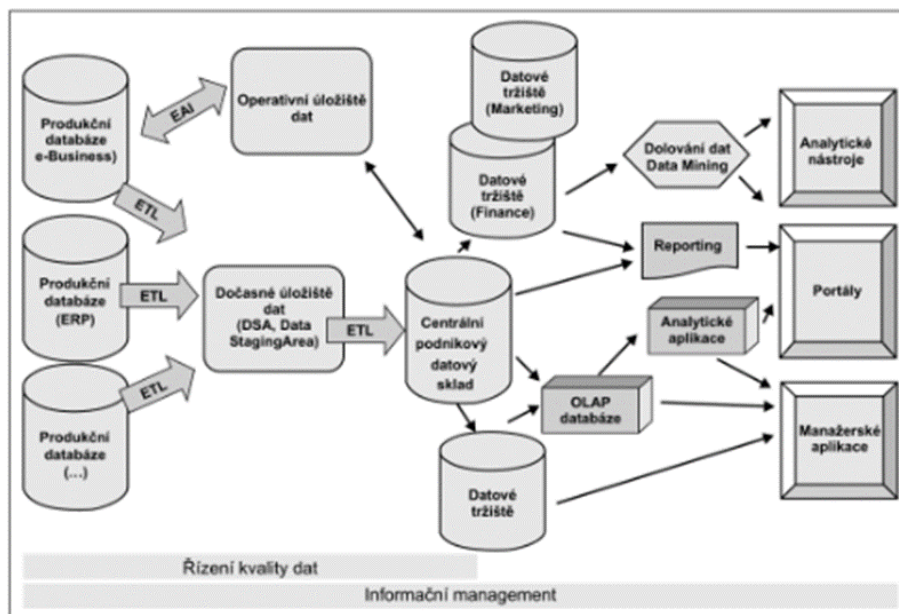 Produkční
databáze
e-Business)
EAI
Operativní úložiště
dat
ETL
Produkční
databáze
(ERP)
ETL
Dočasné úložiště
dat
(DSA, Data
StagingArea)
ETL
Produkční
databáze
(...)
ETL
Centrální
podnikový
datový
sklad
Datové
tržiště
(Marketing)
Datové
tržiště
(Finance)
Datové
tržiště
Dolování dat
Data Mining
Reporting
Analytické
aplikace
OLAP
databáze
Analytické
nástroje
Portály
Manažerské
aplikace
Řízení kvality dat
Informační management